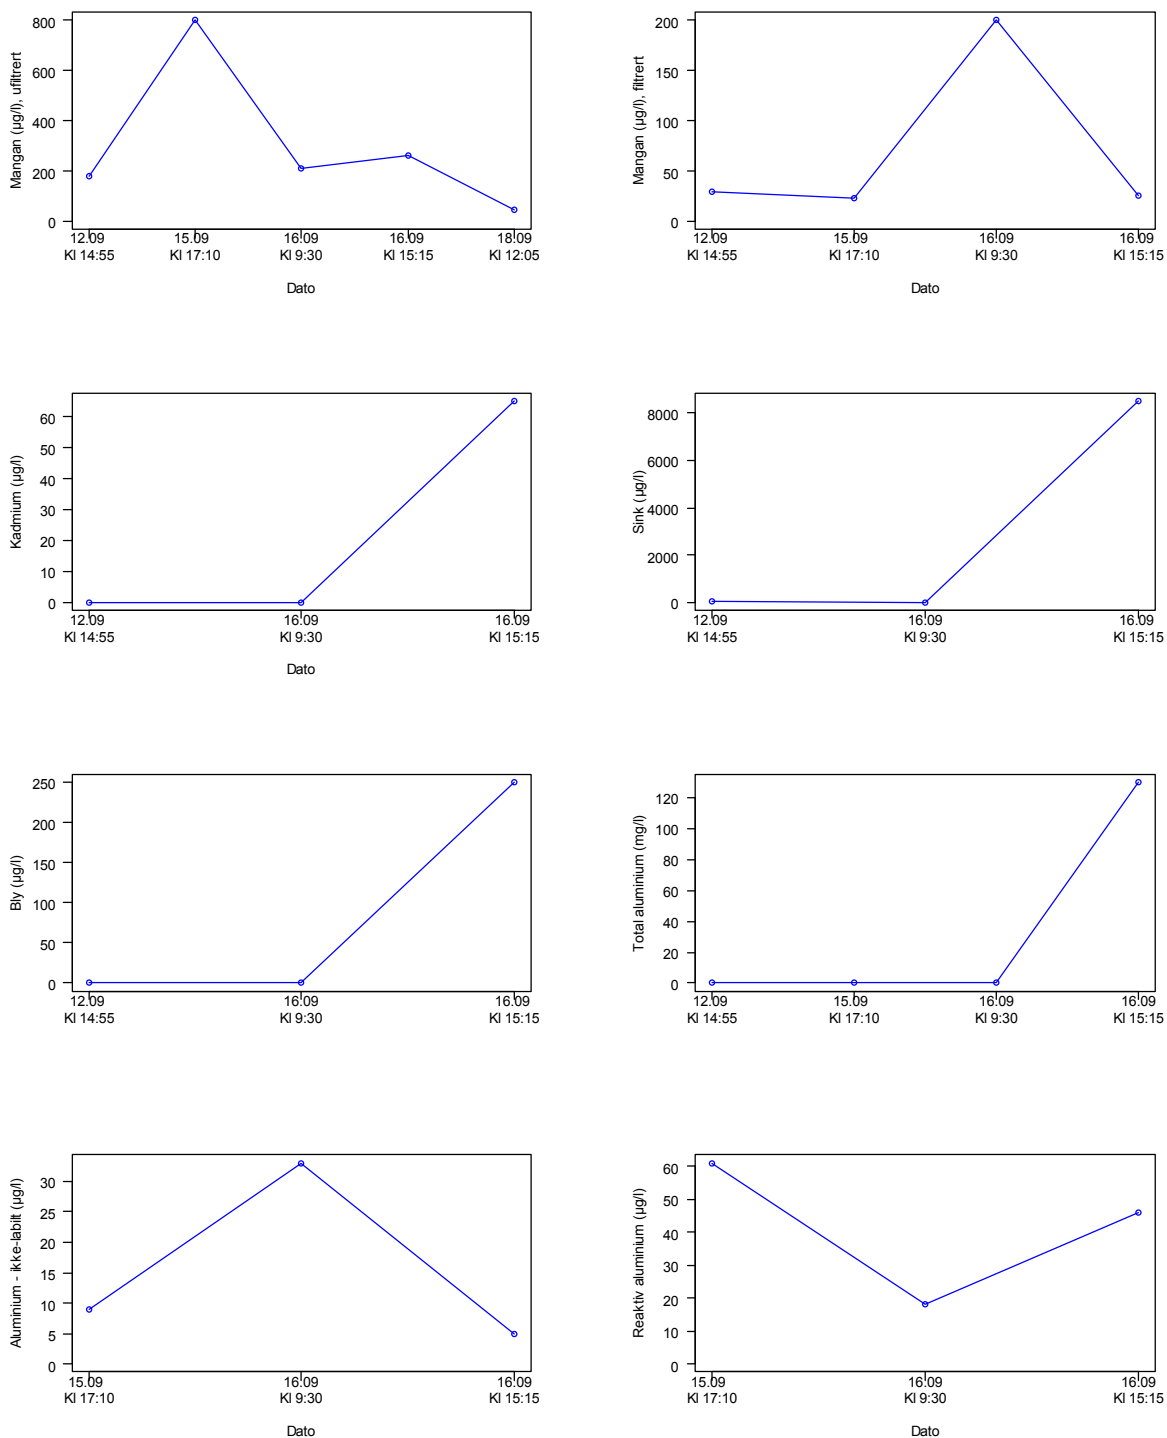 Mangan (µg/l), ufiltrert
800
600
400
200
0
12.09
Kl 14:55
15.09
Kl 17:10
16.09
Kl 9:30
16.09
Kl 15:15
18.09
Kl 12:05
Dato
Mangan (µg/l), filtrert
200
150
100
50
0
12.09
Kl 14:55
15.09
Kl 17:10
16.09
Kl 9:30
16.09
Kl 15:15
Dato
Kadmium (µg/l)
60
50
40
30
20
10
0
12.09
Kl 14:55
16.09
Kl 9:30
16.09
Kl 15:15
Dato
Sink (µg/l)
8000
6000
4000
2000
0
12.09
Kl 14:55
16.09
Kl 9:30
16.09
Kl 15:15
Bly (µg/l)
250
200
150
100
50
0
12.09
Kl 14:55
16.09
Kl 9:30
16.09
Kl 15:15
Total aluminium (mg/l)
120
100
80
60
40
20
0
12.09
Kl 14:55
15.09
Kl 17:10
16.09
Kl 9:30
16.09
Kl 15:15
Aluminium - ikke-labilt (µg/l)
30
25
20
15
10
5
0
15.09
Kl 17:10
16.09
Kl 9:30
16.09
Kl 15:15
Dato
Reaktiv aluminium (µg/l)
60
50
40
30
20
10
0
15.09
Kl 17:10
16.09
Kl 9:30
16.09
Kl 15:15
Dato